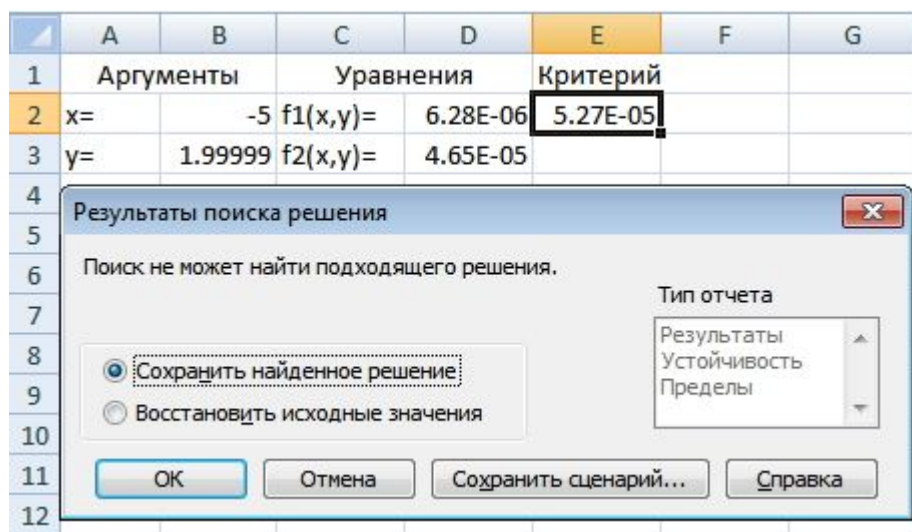 A B C D E F G
1 Аргументы Уравнения Критерий
2 x= -5 f1(x,y)= 6.28E-06 5.27E-05
3 y= 1.99999 f2(x,y)= 4.65E-05
4
Результаты поиска решения
5
6 Поиск не может найти подходящего решения.
Тип отчета
7
Результаты
8 Сохранить найденное решение
Устойчивость
9 Восстановить исходные значения
Пределы
10
11 ОК Отмена Сохранить сценарий... Справка
12